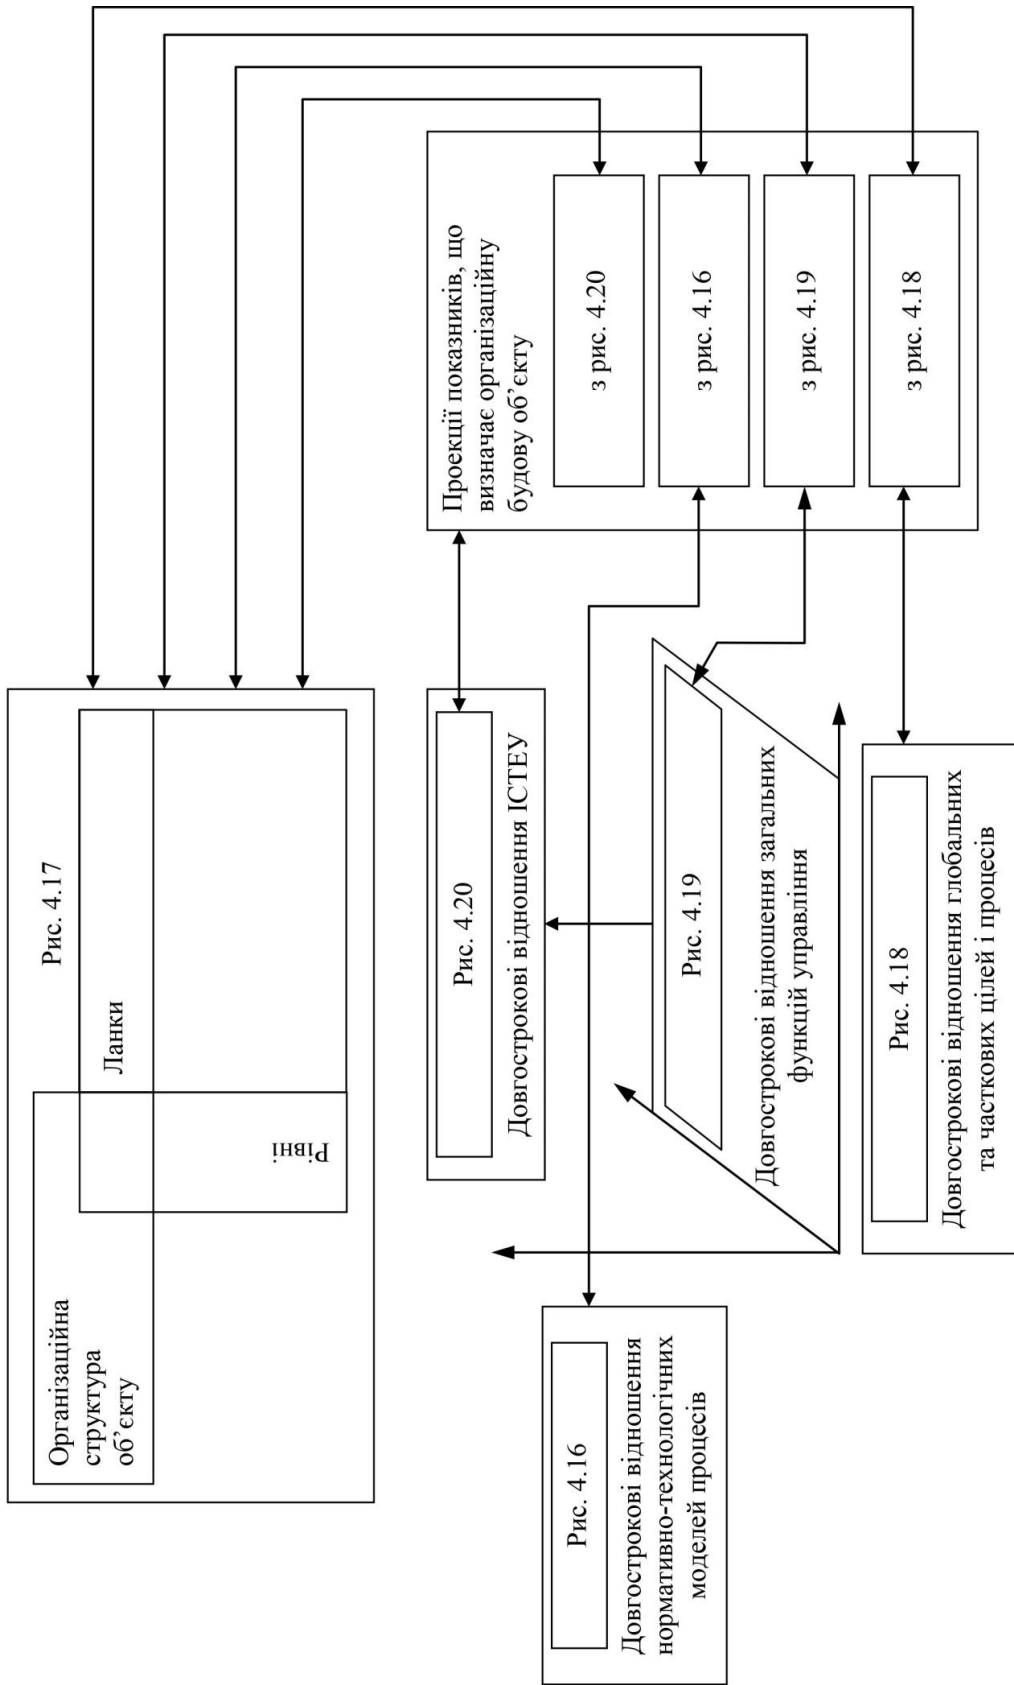 Рис. 4.17
Організаційна
структура
об’єкту
Ланки
Рівні
Рис. 4.20
Довгострокові відношення ІСТЕУ
Проекції показників, що
визначає організаційну
будову об’єкту
з рис. 4.20
з рис. 4.16
з рис. 4.19
з рис. 4.18
Рис. 4.16
Довгострокові відношення
нормативно-технологічних
моделей процесів
Рис. 4.19
Довгострокові відношення загальних
функцій управління
Рис. 4.18
Довгострокові відношення глобальних
та часткових цілей і процесів